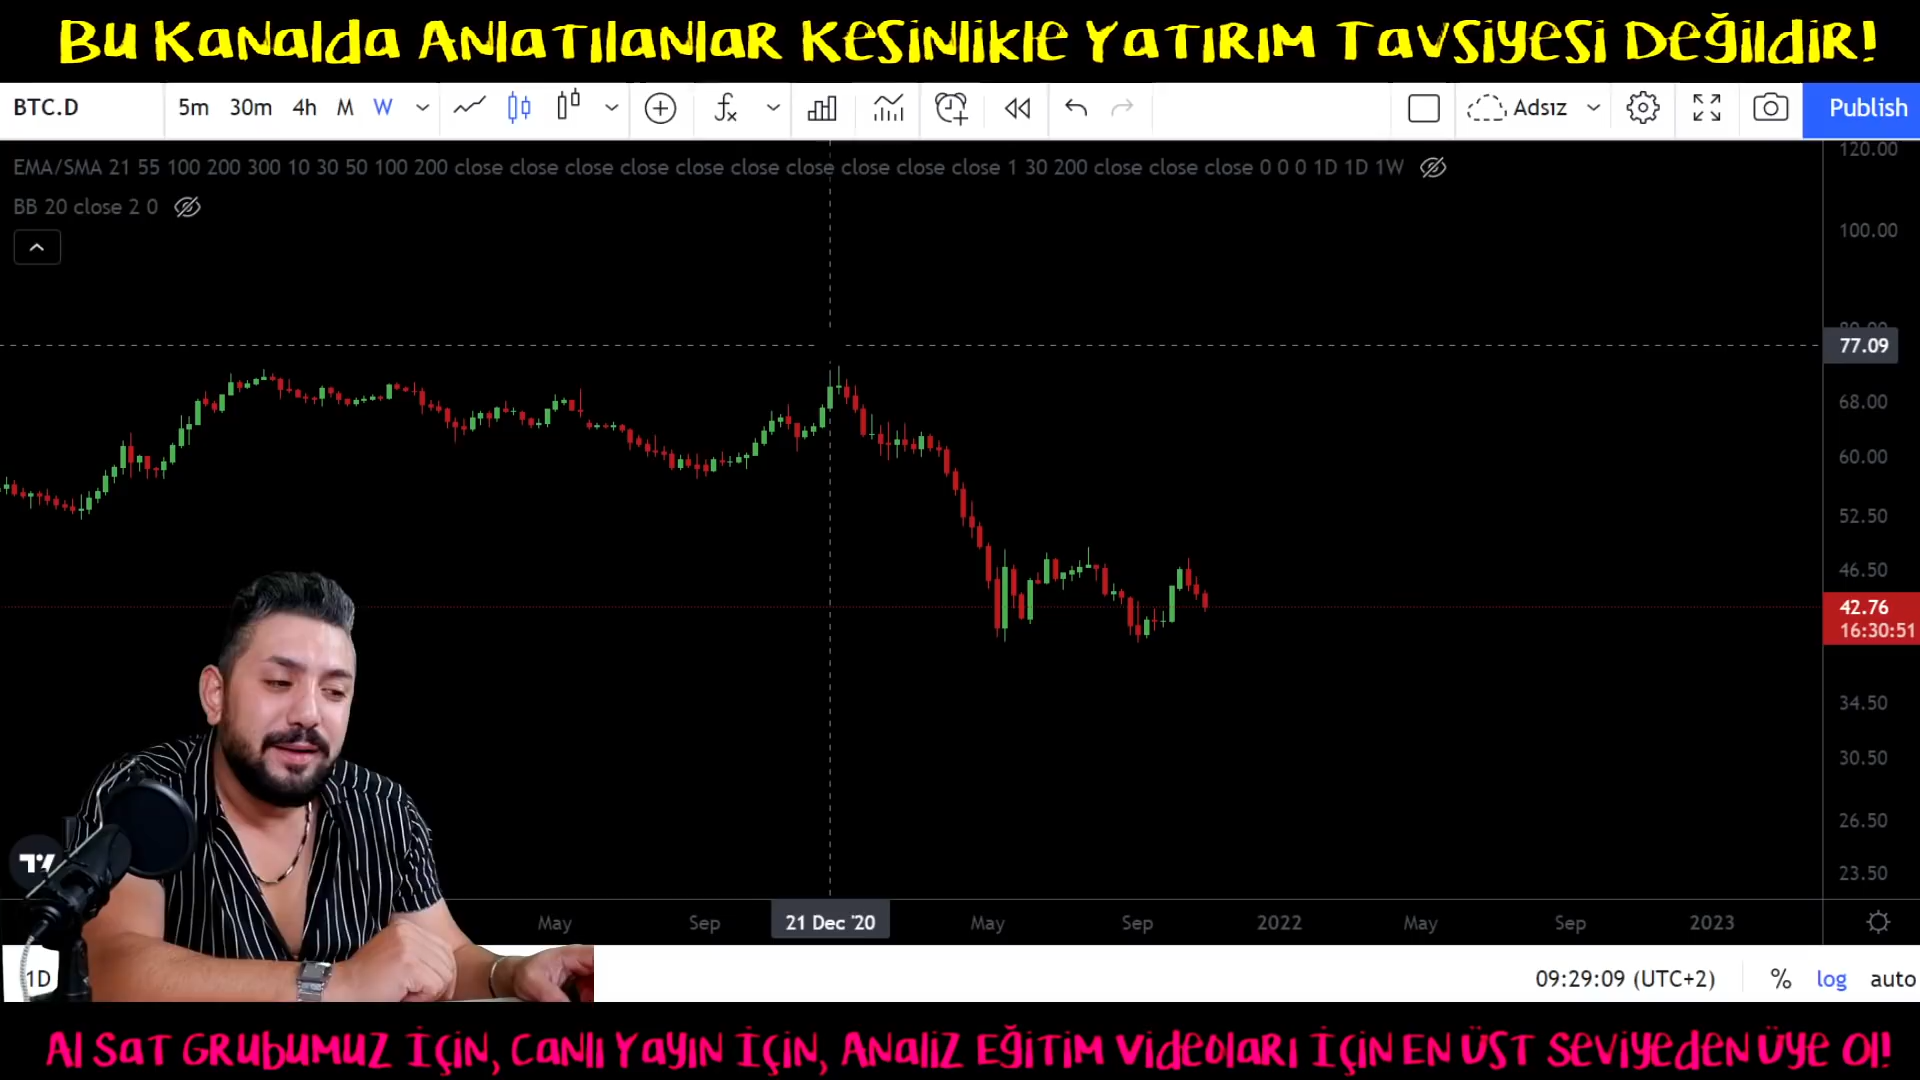 Bu Kanalda Anlatılanlar Kesinlikle Yatırım Tavsiyesi Değildir!
BTC.D 5m 30m 4h M W fx Adsız Publish
EMA/SMA 21 55 100 200 300 10 30 50 100 200 close close close close close close close close close close 1 30 200 close close close 0 0 0 1D 1D 1W
BB 20 close 2 0
120.00
100.00
80.00
77.09
68.00
60.00
52.50
46.50
42.76
16:30:51
34.50
30.50
26.50
23.50
May Sep 21 Dec '20 May Sep 2022 May Sep 2023
1D 09:29:09 (UTC+2) % log auto
Al Sat Grubumuz İçin, Canlı Yayın İçin, Analiz Eğitim Videoları İçin En Üst Seviyeden Üye Ol!